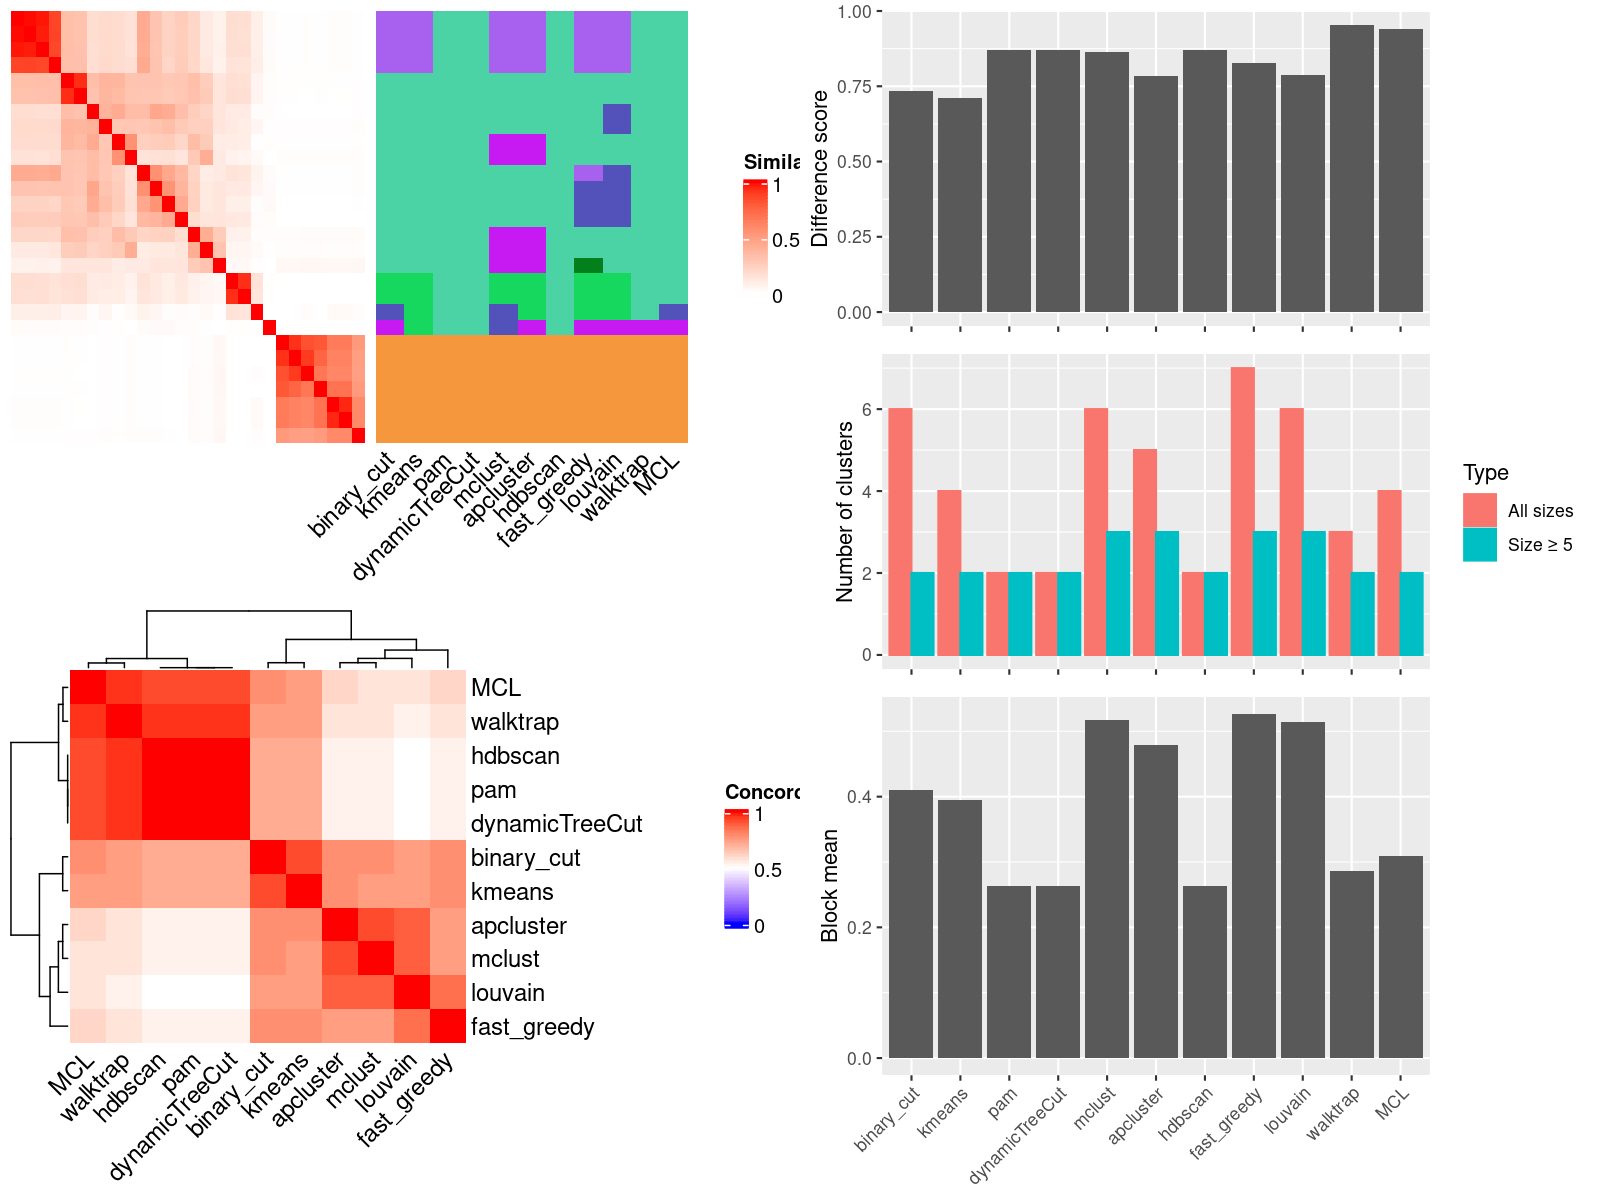 Simila
1
0.5
0
binary_cut
kmeans
pam
dynamicTreeCut
mclust
apcluster
hdbscan
fast_greedy
louvain
walktrap
MCL
MCL
walktrap
hdbscan
pam
dynamicTreeCut
binary_cut
kmeans
apcluster
mclust
louvain
fast_greedy
Concord
1
0.5
0
MCL
walktrap
hdbscan
pam
dynamicTreeCut
binary_cut
kmeans
apcluster
mclust
louvain
fast_greedy
Difference score
1.00
0.75
0.50
0.25
0.00
Number of clusters
6
4
2
0
Type
All sizes
Size ≥ 5
Block mean
0.4
0.2
0.0
binary_cut
kmeans
pam
dynamicTreeCut
mclust
apcluster
hdbscan
fast_greedy
louvain
walktrap
MCL